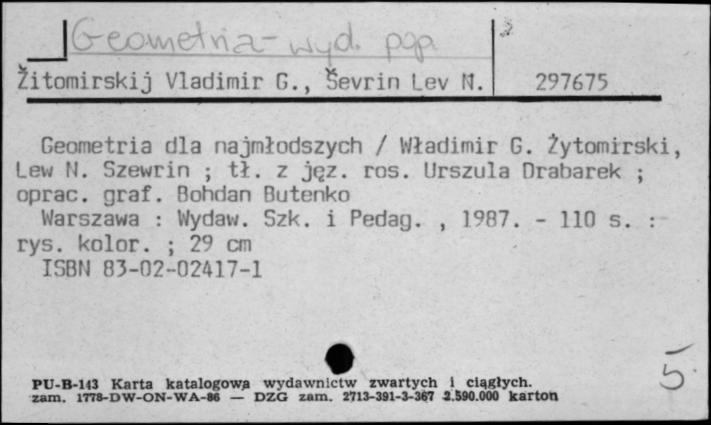 Geometria - wyd. pop.
Žitomirskij Vladimir G., Ševrin Lev N. 297675
Geometria dla najmłodszych / Władimir G. Żytomirski,
Lew N. Szewrin ; tł. z jęz. ros. Urszula Drabarek ;
oprac. graf. Bohdan Butenko
Warszawa : Wydaw. Szk. i Pedag. , 1987. - 110 s. :
rys. kolor. ; 29 cm
ISBN 83-02-02417-1
5
PU-B-143 Karta katalogowa wydawnictw zwartych i ciągłych.
zam. 1778-DW-ON-WA-86 — DZG zam. 2713-391-3-367 2.590.000 karton